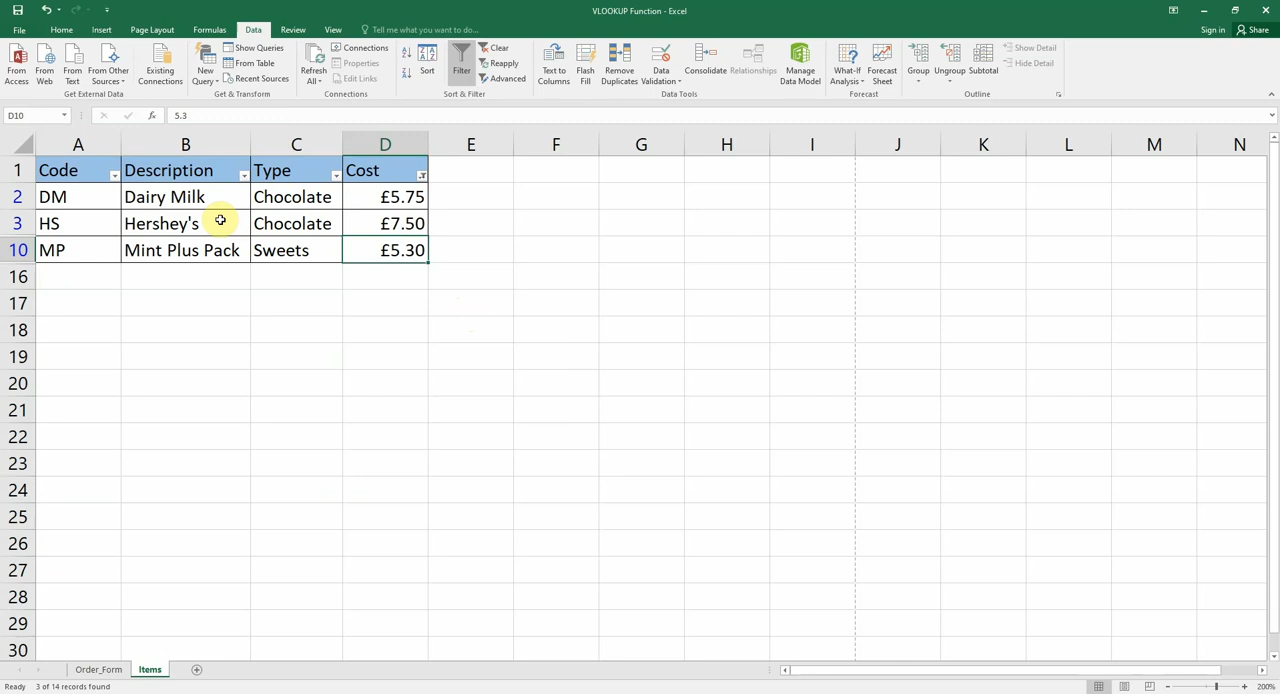 VLOOKUP Function - Excel
Sign in Share
File Home Insert Page Layout Formulas Data Review View Tell me what you want to do...
From Access From Web From Text From Other Sources Existing Connections New Query Show Queries From Table Recent Sources Refresh All Connections Properties Edit Links Sort Filter Clear Reapply Advanced Text to Columns Flash Fill Remove Duplicates Data Validation Consolidate Relationships Manage Data Model What-If Analysis Forecast Sheet Group Ungroup Subtotal Show Detail Hide Detail
Get External Data Get & Transform Connections Sort & Filter Data Tools Forecast Outline
D10 fx 5.3
A B C D E F G H I J K L M N
1 Code Description Type Cost
2 DM Dairy Milk Chocolate £5.75
3 HS Hershey's Chocolate £7.50
10 MP Mint Plus Pack Sweets £5.30
16
17
18
19
20
21
22
23
24
25
26
27
28
29
30
Order_Form Items
Ready 3 of 14 records found 200%